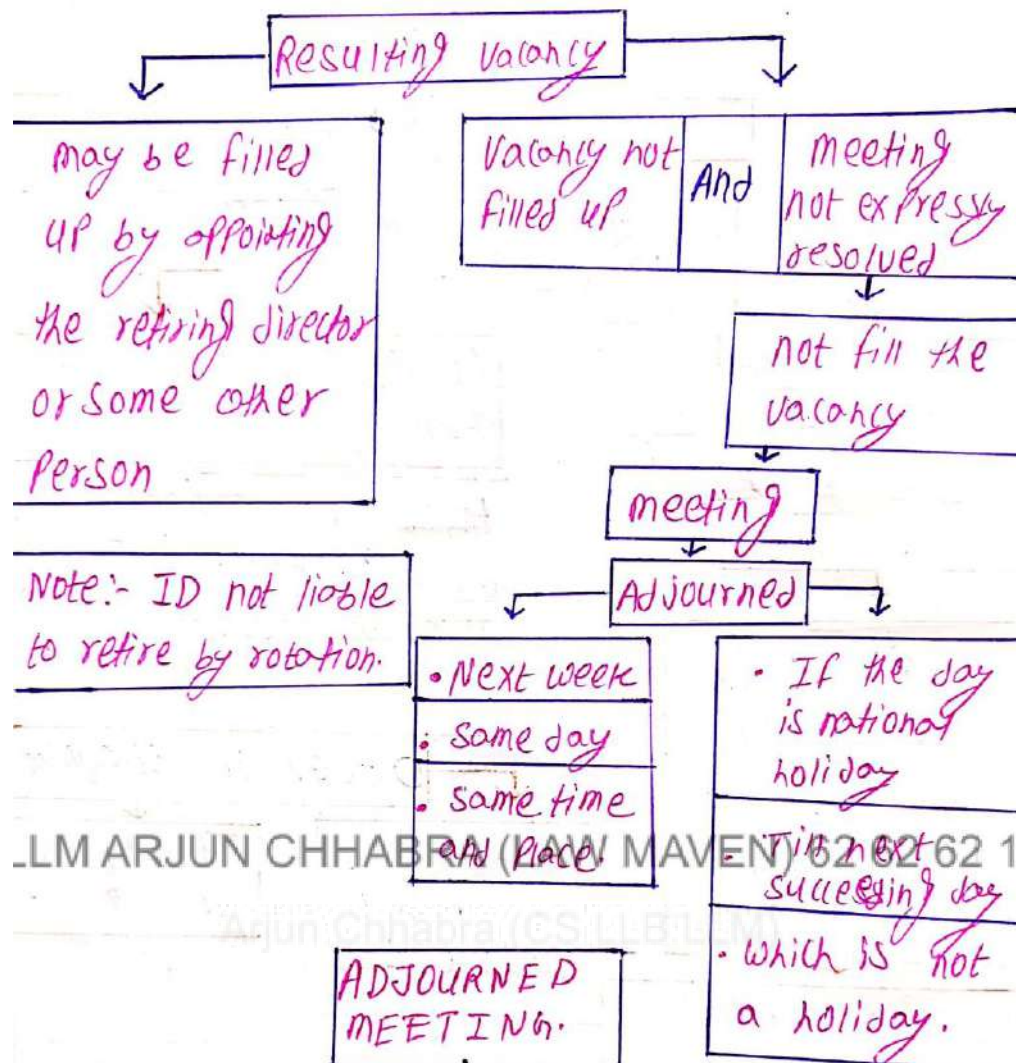 Resulting vacancy
may be filled
up by appointing
the retiring director
or some other
Person
Vacancy not
filled up
And
meeting
not expressly
resolved
not fill the
vacancy
meeting
Note:- ID not liable
to retire by rotation.
Adjourned
• Next week
• Same day
• Same time
and Place.
• If the day
is national
holiday
• Till next
succeeding day
• which is not
a holiday.
LLM ARJUN CHHABRA (LAW MAVEN) 62 62 62 1
Arjun Chhabra (CS LLB LLM)
ADJOURNED
MEETING.